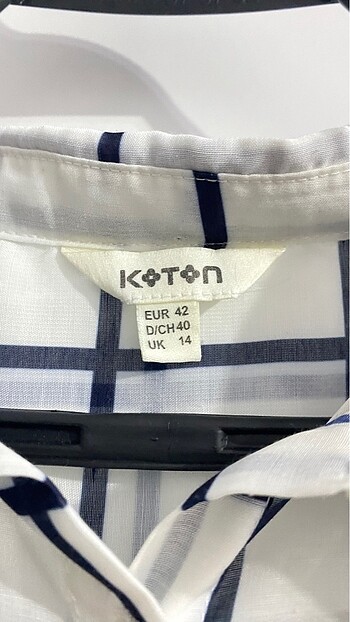 KOTON
EUR 42
D/CH 40
UK 14